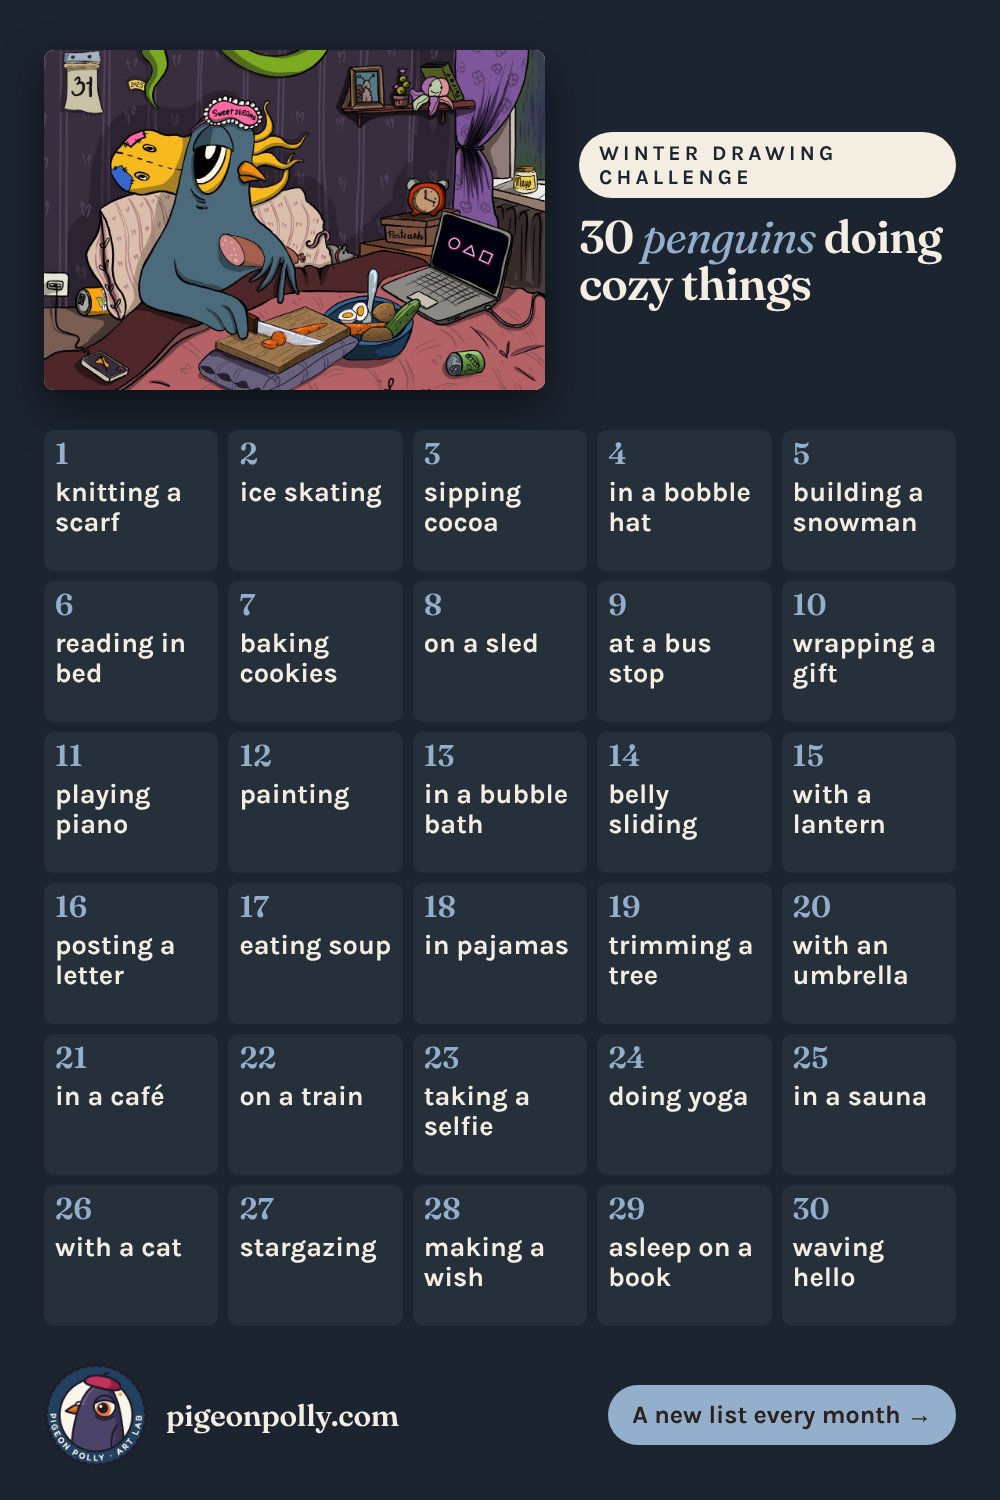 31
2023
Sweet dreams
Mayo
Postcards
WINTER DRAWING
CHALLENGE
30 penguins doing
cozy things
1
knitting a
scarf
2
ice skating
3
sipping
cocoa
4
in a bobble
hat
5
building a
snowman
6
reading in
bed
7
baking
cookies
8
on a sled
9
at a bus
stop
10
wrapping a
gift
11
playing
piano
12
painting
13
in a bubble
bath
14
belly
sliding
15
with a
lantern
16
posting a
letter
17
eating soup
18
in pajamas
19
trimming a
tree
20
with an
umbrella
21
in a café
22
on a train
23
taking a
selfie
24
doing yoga
25
in a sauna
26
with a cat
27
stargazing
28
making a
wish
29
asleep on a
book
30
waving
hello
PIGEON POLLY · ART LAB
pigeonpolly.com
A new list every month →